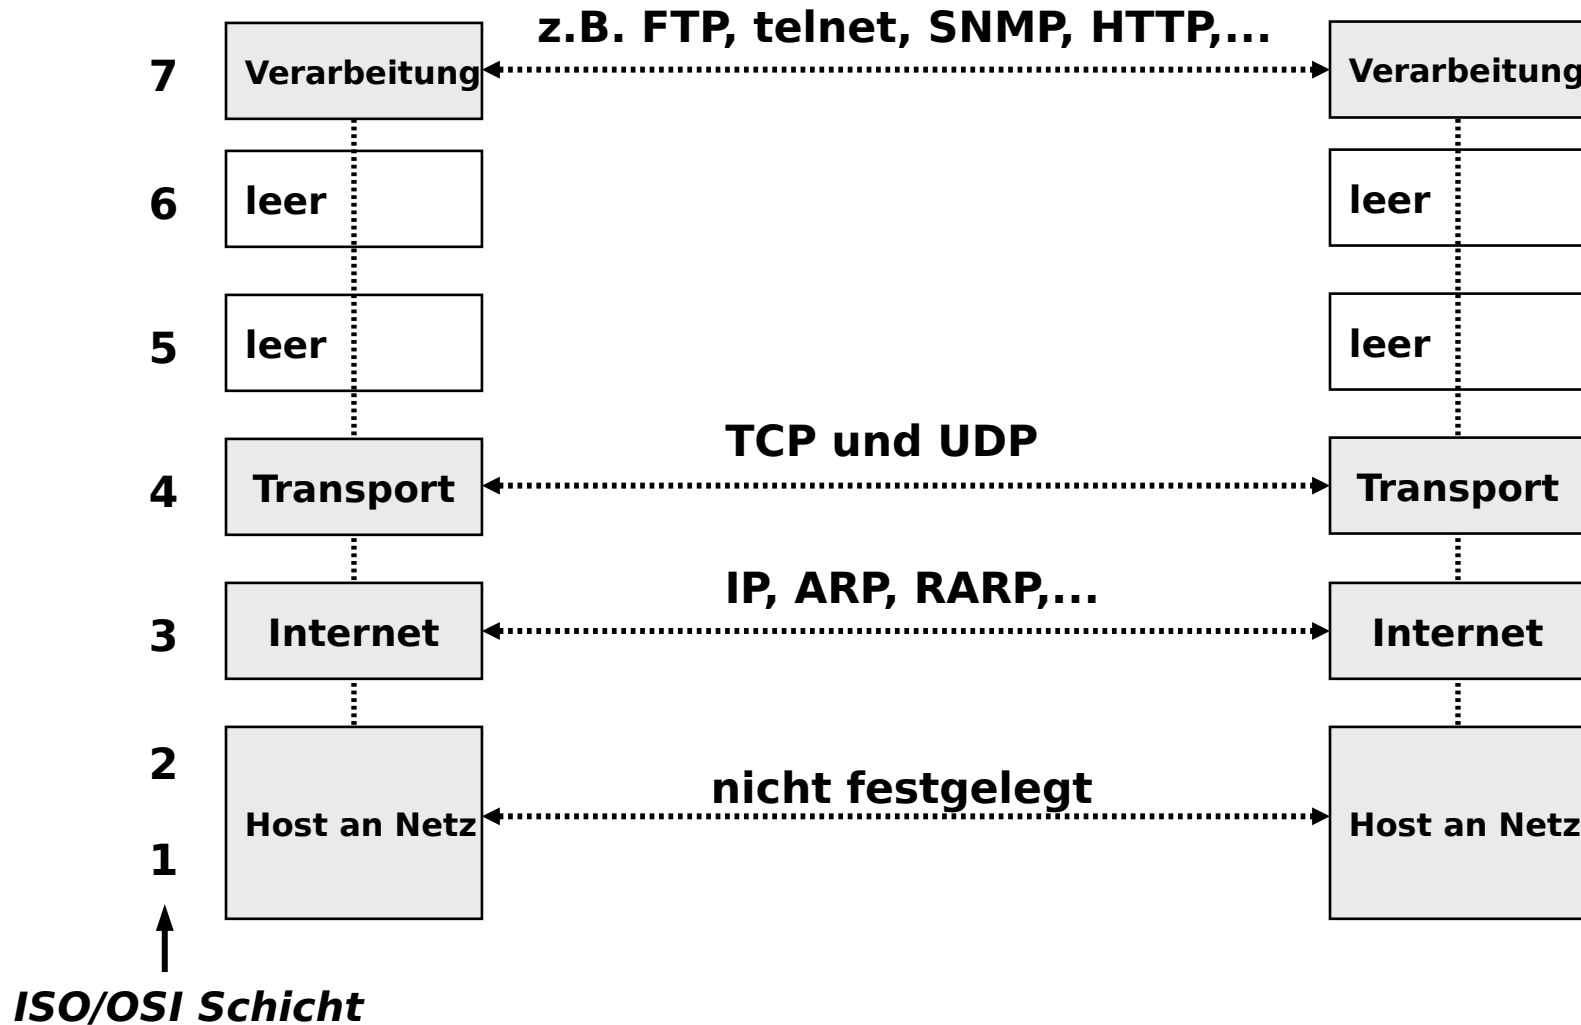 z.B. FTP, telnet, SNMP, HTTP,...
7 Verarbeitung Verarbeitung
6 leer leer
5 leer leer
TCP und UDP
4 Transport Transport
IP, ARP, RARP,...
3 Internet Internet
2
nicht festgelegt
Host an Netz Host an Netz
1
ISO/OSI Schicht